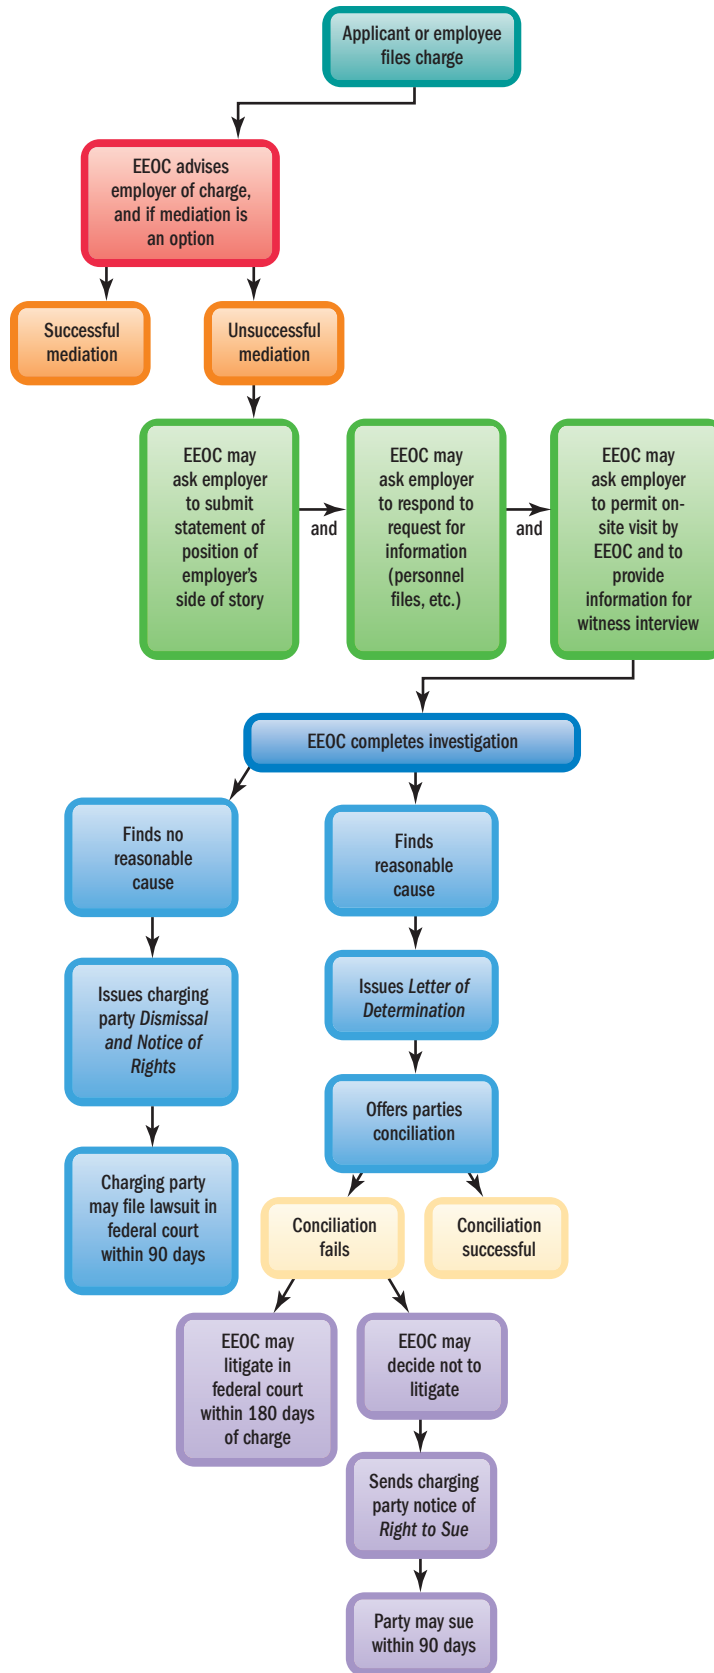 Applicant or employee
files charge
EEOC advises
employer of charge,
and if mediation is
an option
Successful
mediation
Unsuccessful
mediation
EEOC may
ask employer
to submit
statement of
position of
employer's
side of story
and
EEOC may
ask employer
to respond to
request for
information
(personnel
files, etc.)
and
EEOC may
ask employer
to permit on-
site visit by
EEOC and to
provide
information for
witness interview
EEOC completes investigation
Finds no
reasonable
cause
Finds
reasonable
cause
Issues charging
party Dismissal
and Notice of
Rights
Issues Letter of
Determination
Offers parties
conciliation
Charging party
may file lawsuit in
federal court
within 90 days
Conciliation
fails
Conciliation
successful
EEOC may
litigate in
federal court
within 180 days
of charge
EEOC may
decide not to
litigate
Sends charging
party notice of
Right to Sue
Party may sue
within 90 days